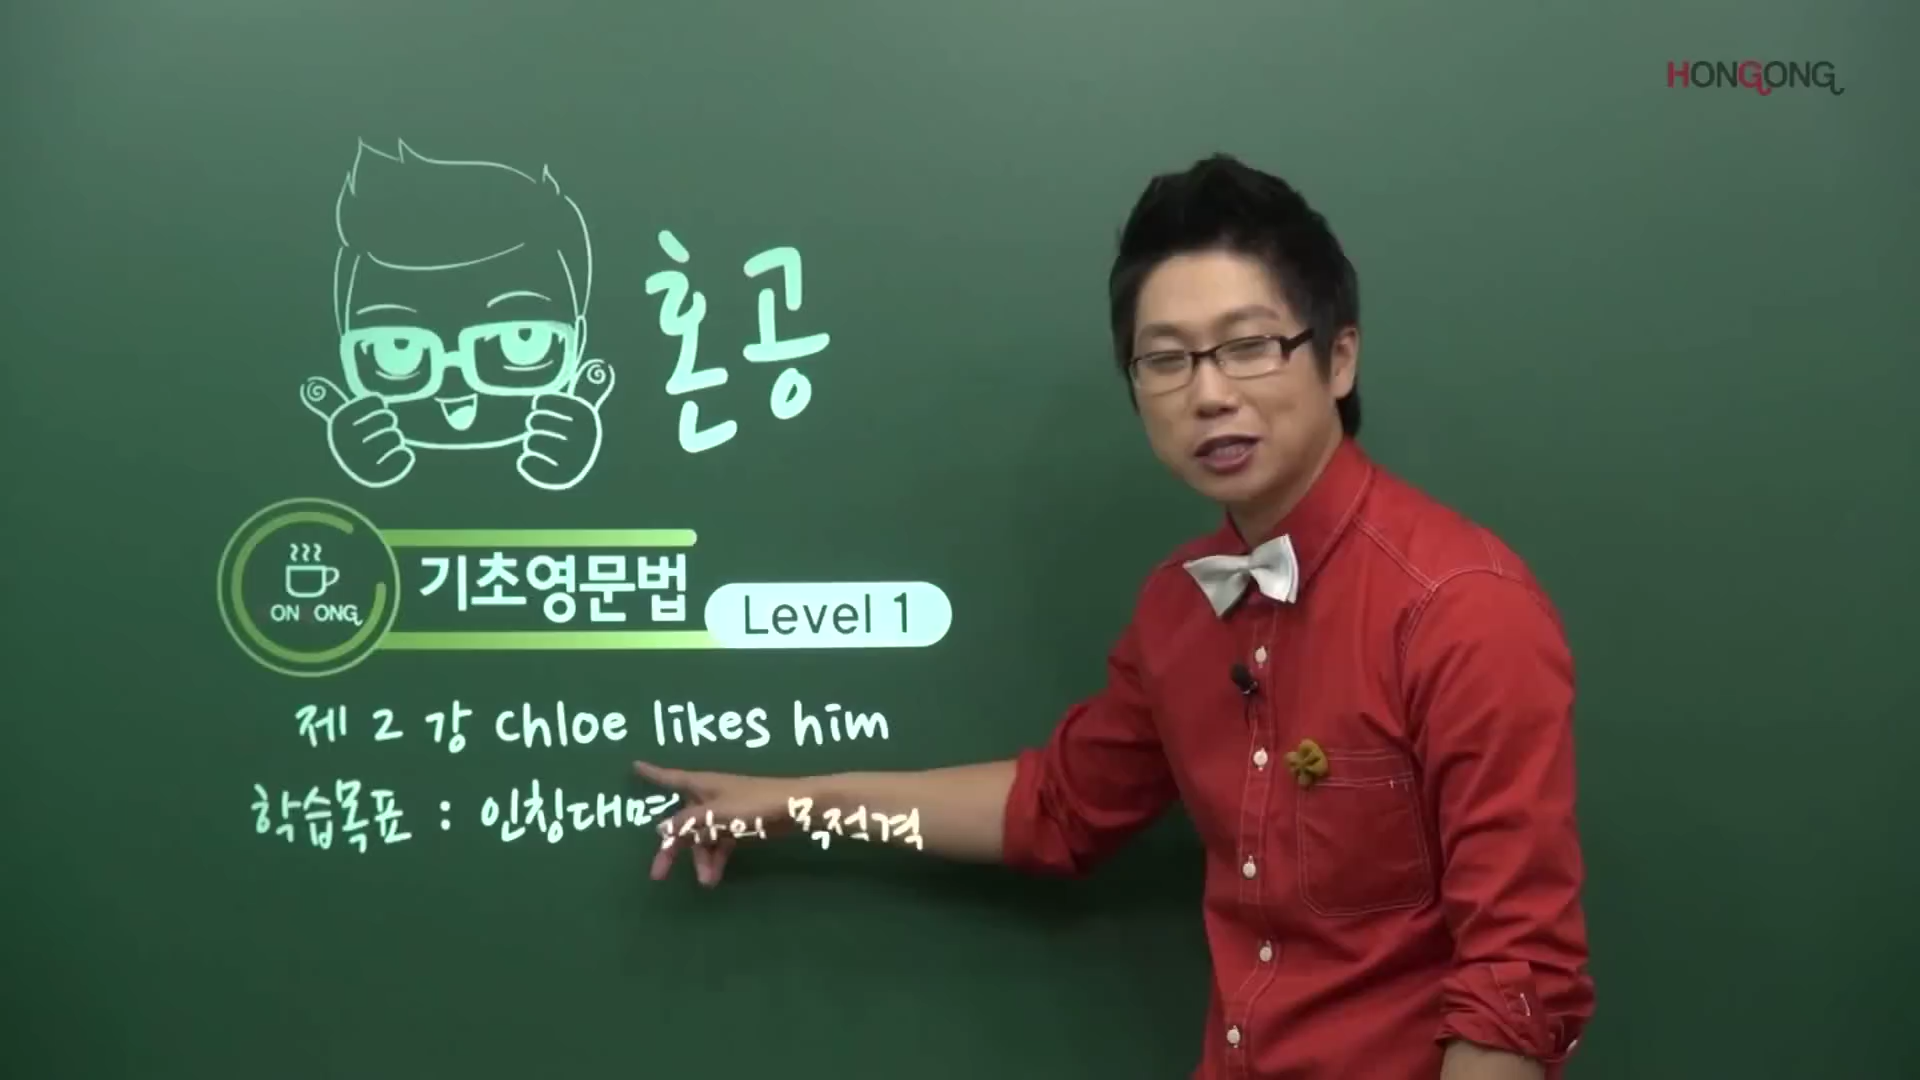 HONGONG
혼공
ON ONG
기초영문법
Level 1
제 2 강 chloe likes him
학습목표 : 인칭대명사의 목적격